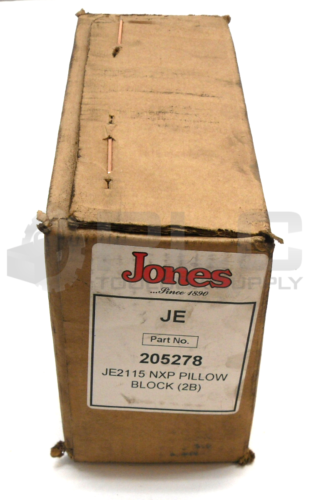 Jones
...Since 1890
JE
Part No.
205278
JE2115 NXP PILLOW
BLOCK (2B)